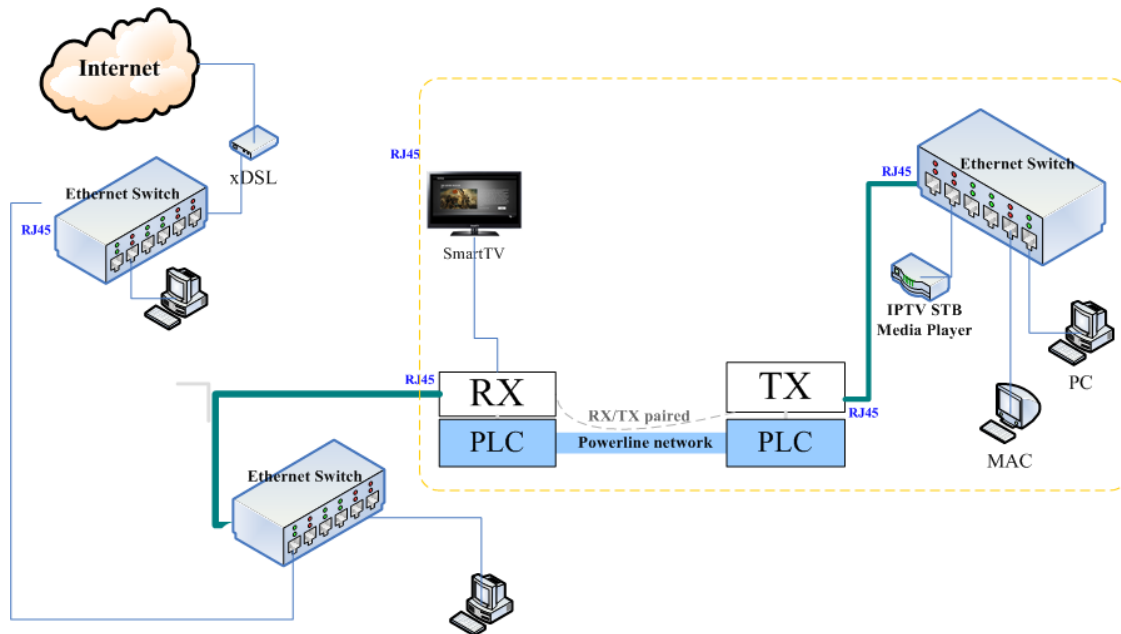 Internet
xDSL
Ethernet Switch
RJ45
RJ45
SmartTV
RJ45
Ethernet Switch
IPTV STB
Media Player
PC
MAC
RJ45
RX
TX
RJ45
RX/TX paired
PLC
Powerline network
PLC
Ethernet Switch